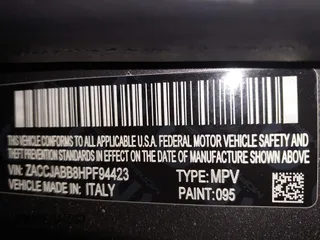 THIS VEHICLE CONFORMS TO ALL APPLICABLE U.S.A. FEDERAL MOTOR VEHICLE SAFETY AND
THEFT PREVENTION STANDARDS IN EFFECT ON THE DATE OF MANUFACTURE SHOWN ABOVE
VIN: ZACCJABB8HPF94423 TYPE: MPV
VEHICLE MADE IN: ITALY PAINT: 095